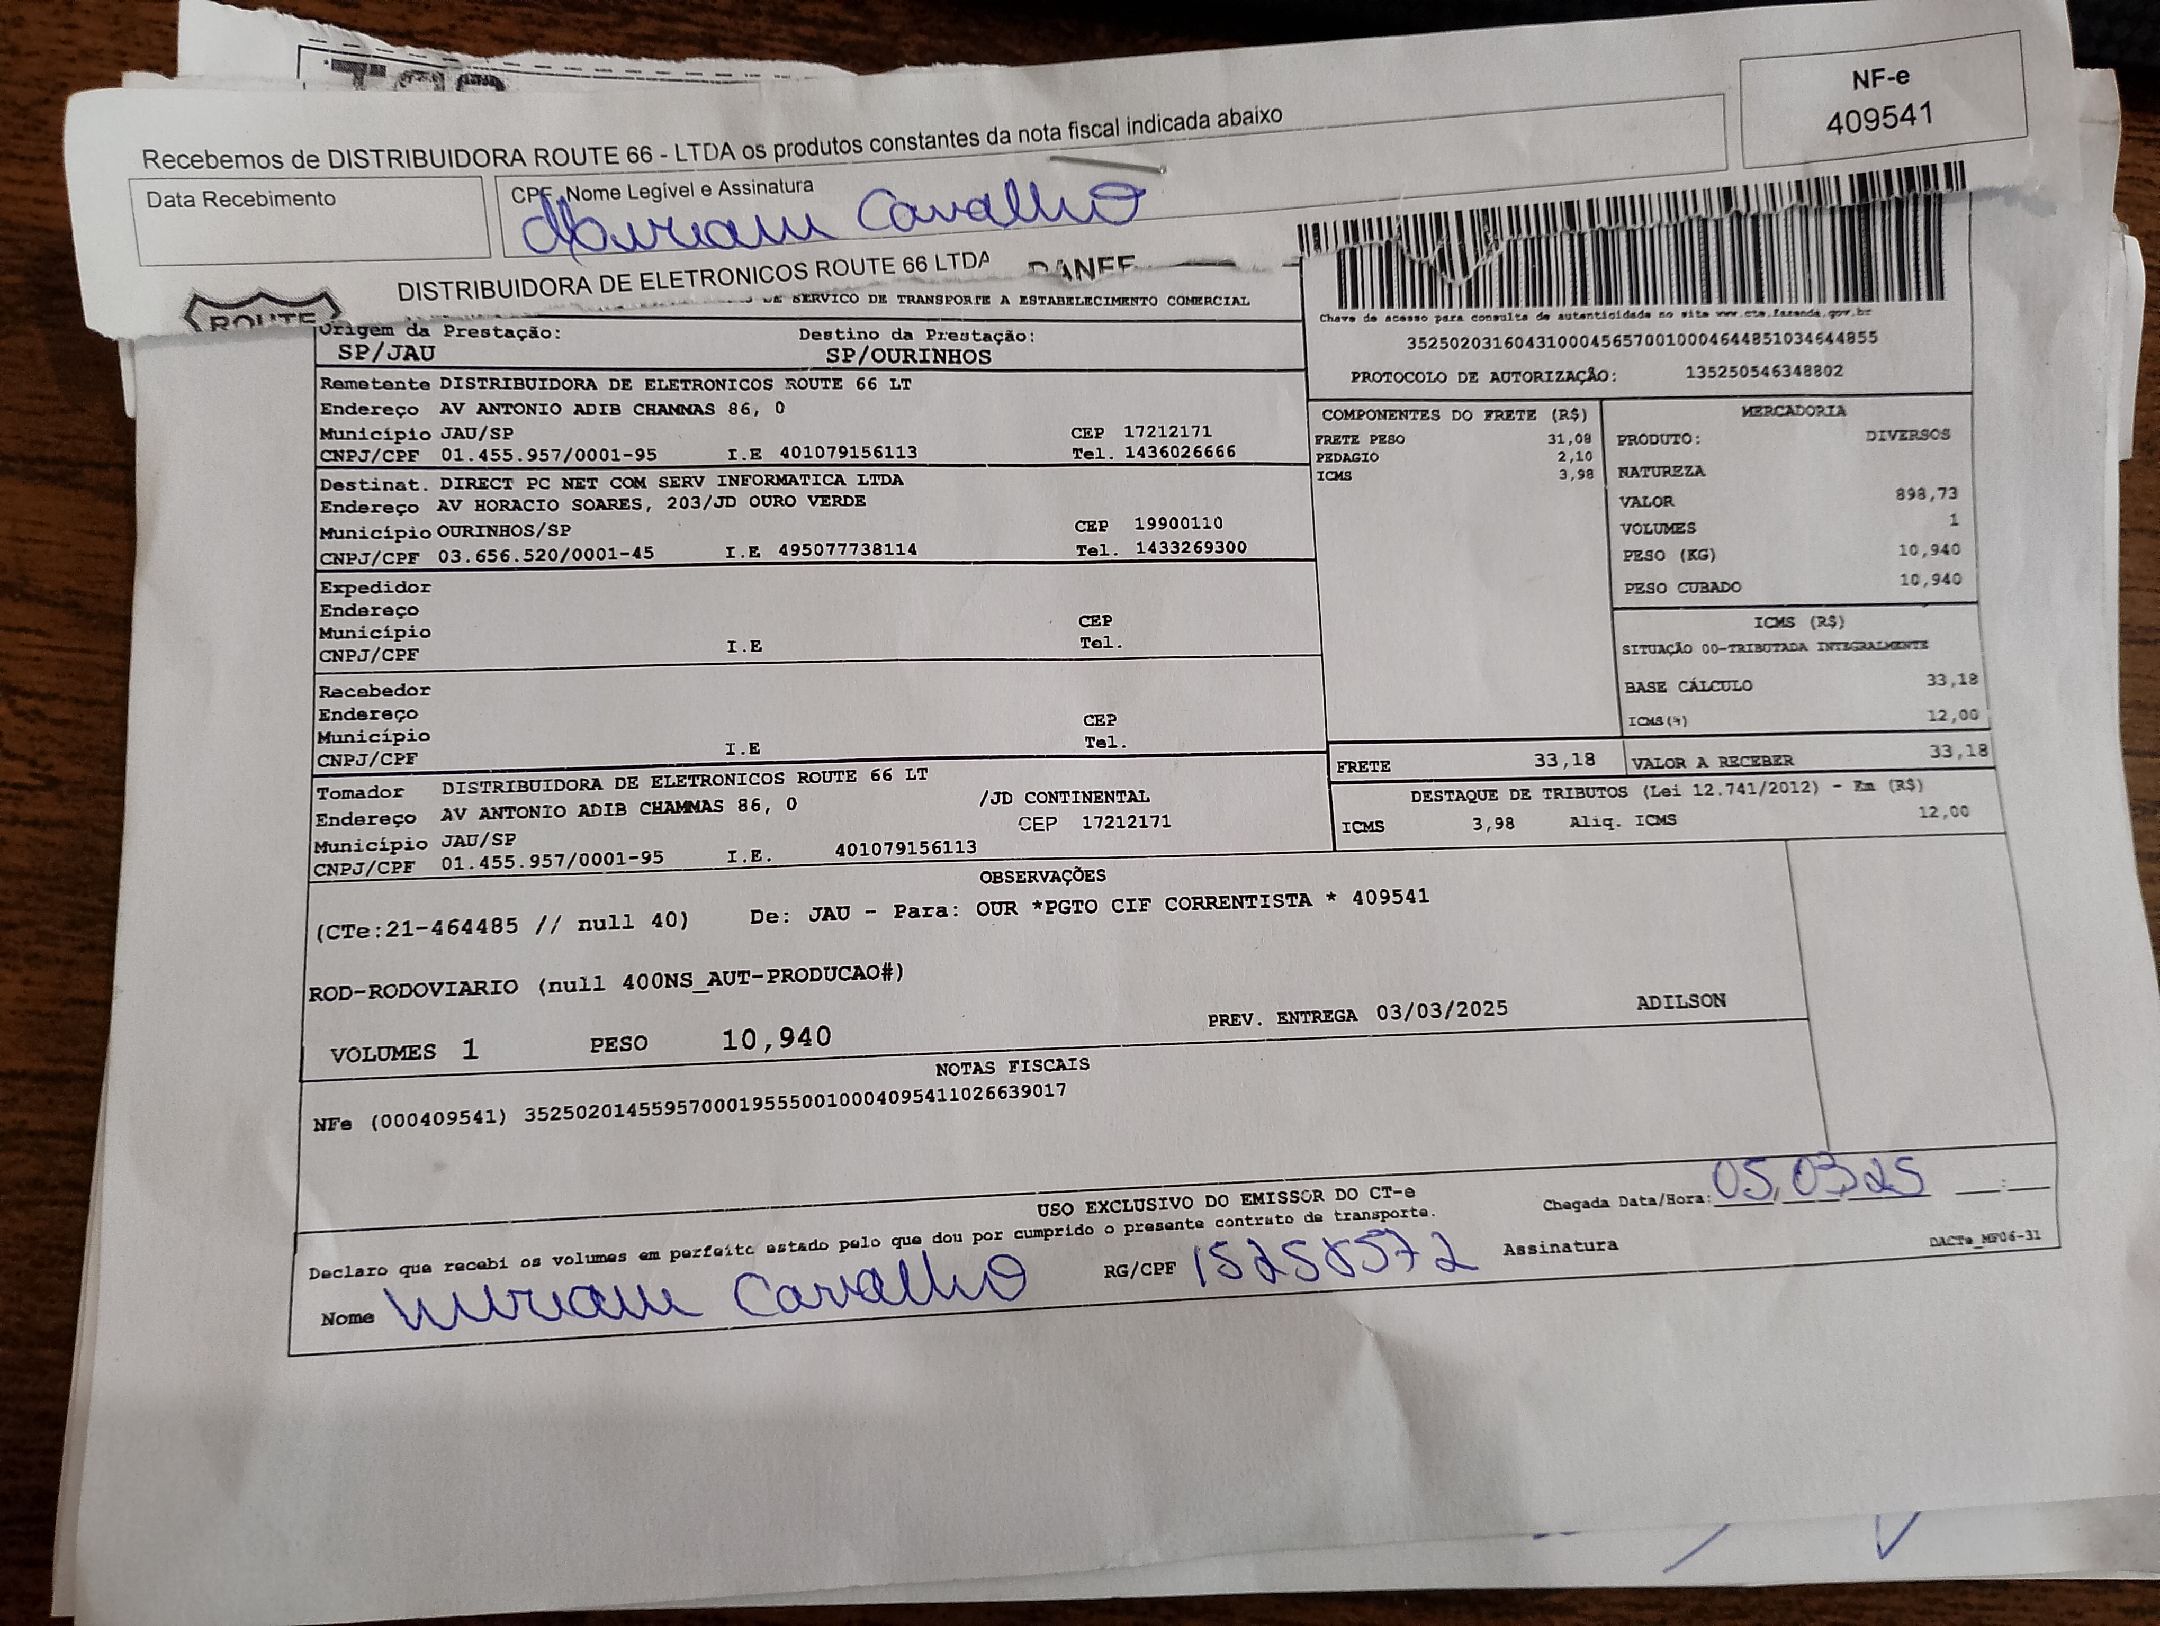 Recebemos de DISTRIBUIDORA ROUTE 66 - LTDA os produtos constantes da nota fiscal indicada abaixo
NF-e
409541
Data Recebimento
CPF, Nome Legível e Assinatura
Miriam Cavalho
DISTRIBUIDORA DE ELETRONICOS ROUTE 66 LTDA
DANFE
ROUTE
DE SERVICO DE TRANSPORTE A ESTABELECIMENTO COMERCIAL
Origem da Prestação: Destino da Prestação:
SP/JAU SP/OURINHOS
Chave de acesso para consulta de autenticidade no site www.cte.fazenda.gov.br
35250203160431000456570010004644851034644855
PROTOCOLO DE AUTORIZAÇÃO: 135250546348802
Remetente DISTRIBUIDORA DE ELETRONICOS ROUTE 66 LT
Endereço AV ANTONIO ADIB CHAMMAS 86, 0
Município JAU/SP CEP 17212171
CNPJ/CPF 01.455.957/0001-95 I.E 401079156113 Tel. 1436026666
Destinat. DIRECT PC NET COM SERV INFORMATICA LTDA
Endereço AV HORACIO SOARES, 203/JD OURO VERDE
Município OURINHOS/SP CEP 19900110
CNPJ/CPF 03.656.520/0001-45 I.E 495077738114 Tel. 1433269300
Expedidor
Endereço
Município CEP
CNPJ/CPF I.E Tel.
Recebedor
Endereço
Município CEP
CNPJ/CPF I.E Tel.
Tomador DISTRIBUIDORA DE ELETRONICOS ROUTE 66 LT
Endereço AV ANTONIO ADIB CHAMMAS 86, 0 /JD CONTINENTAL
Município JAU/SP CEP 17212171
CNPJ/CPF 01.455.957/0001-95 I.E. 401079156113
COMPONENTES DO FRETE (R$)
FRETE PESO 31,08
PEDAGIO 2,10
ICMS 3,98
MERCADORIA
PRODUTO: DIVERSOS
NATUREZA
VALOR 898,73
VOLUMES 1
PESO (KG) 10,940
PESO CUBADO 10,940
ICMS (R$)
SITUAÇÃO 00-TRIBUTADA INTEGRALMENTE
BASE CÁLCULO 33,18
ICMS(%) 12,00
FRETE 33,18 VALOR A RECEBER 33,18
DESTAQUE DE TRIBUTOS (Lei 12.741/2012) - Em (R$)
ICMS 3,98 Aliq. ICMS 12,00
OBSERVAÇÕES
(CTe:21-464485 // null 40) De: JAU - Para: OUR *PGTO CIF CORRENTISTA * 409541
ROD-RODOVIARIO (null 400NS_AUT-PRODUCAO#)
VOLUMES 1 PESO 10,940 PREV. ENTREGA 03/03/2025 ADILSON
NOTAS FISCAIS
NFe (000409541) 35250201455957000195550010004095411026639017
USO EXCLUSIVO DO EMISSOR DO CT-e
Chegada Data/Hora: 05,03 25 __:__
Declaro que recebi os volumes em perfeito estado pelo que dou por cumprido o presente contrato de transporte.
Nome Miriam Carvalho RG/CPF 15258572 Assinatura
DACTe_MF06-31